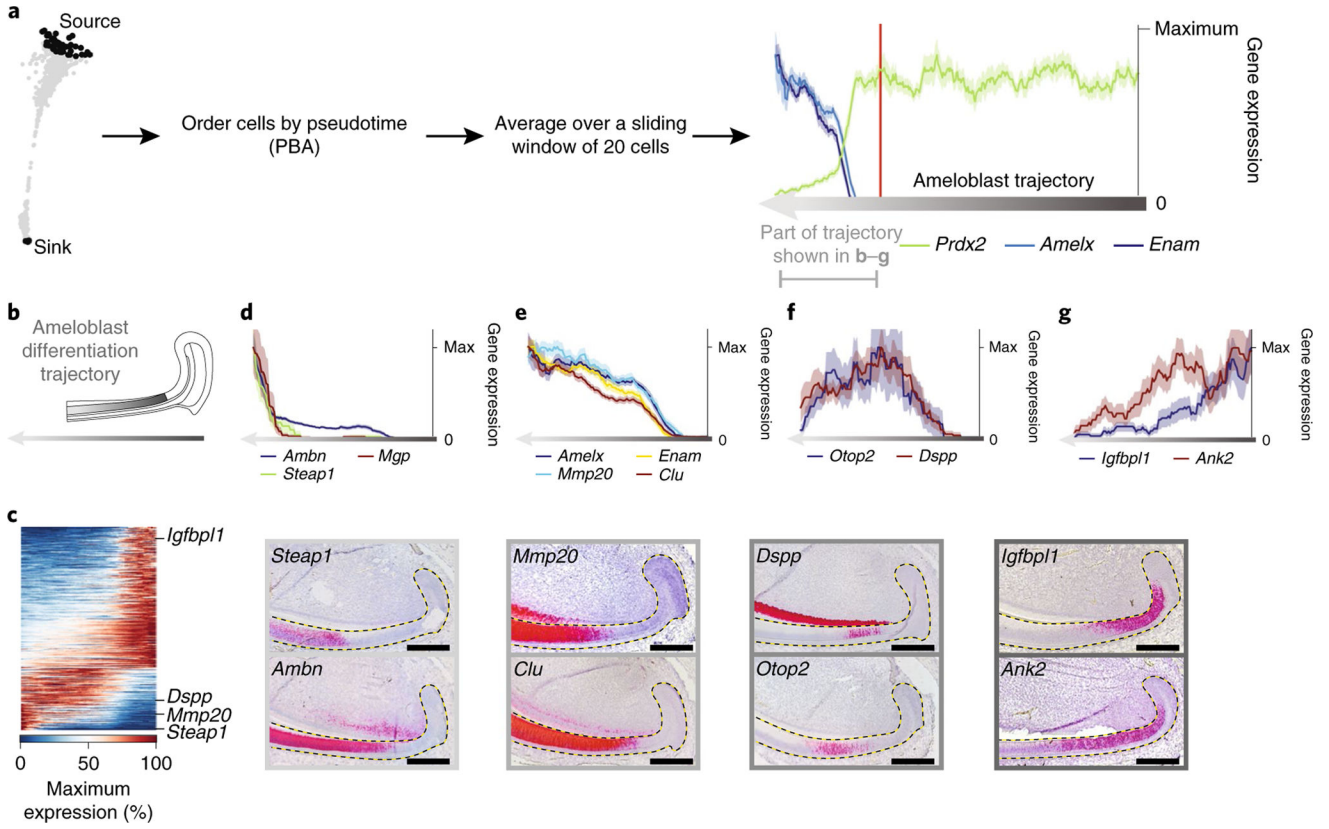 a
Source
Sink
Order cells by pseudotime
(PBA)
Average over a sliding
window of 20 cells
Maximum
Gene expression
Ameloblast trajectory
0
Part of trajectory
shown in b–g
Prdx2 Amelx Enam
b
Ameloblast
differentiation
trajectory
d
Max
Gene expression
0
Ambn Mgp
Steap1
e
Max
Gene expression
0
Amelx Enam
Mmp20 Clu
f
Max
Gene expression
0
Otop2 Dspp
g
Max
Gene expression
0
Igfbpl1 Ank2
c
Igfbpl1
Dspp
Mmp20
Steap1
0 50 100
Maximum
expression (%)
Steap1
Ambn
Mmp20
Clu
Dspp
Otop2
Igfbpl1
Ank2